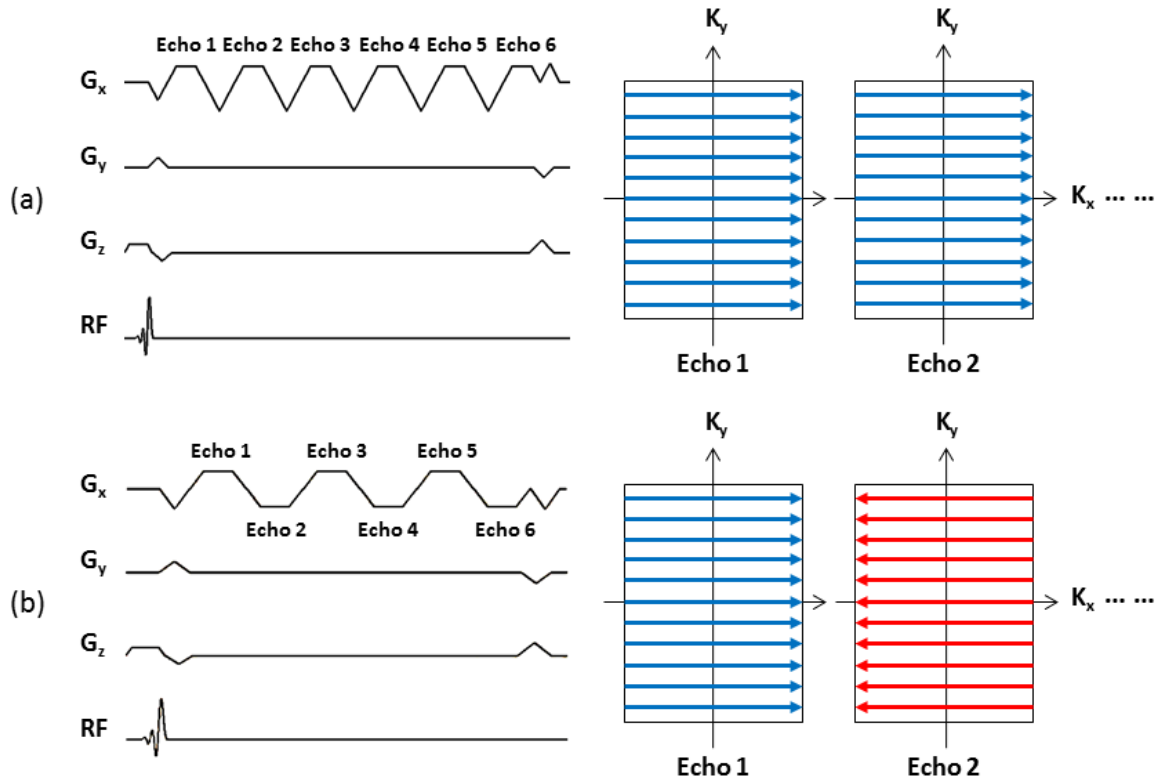 Echo 1 Echo 2 Echo 3 Echo 4 Echo 5 Echo 6
Gx
Gy
(a)
Gz
RF
Ky
Ky
Kx ... ...
Echo 1
Echo 2
Echo 1 Echo 3 Echo 5
Gx
Echo 2 Echo 4 Echo 6
Gy
(b)
Gz
RF
Ky
Ky
Kx ... ...
Echo 1
Echo 2